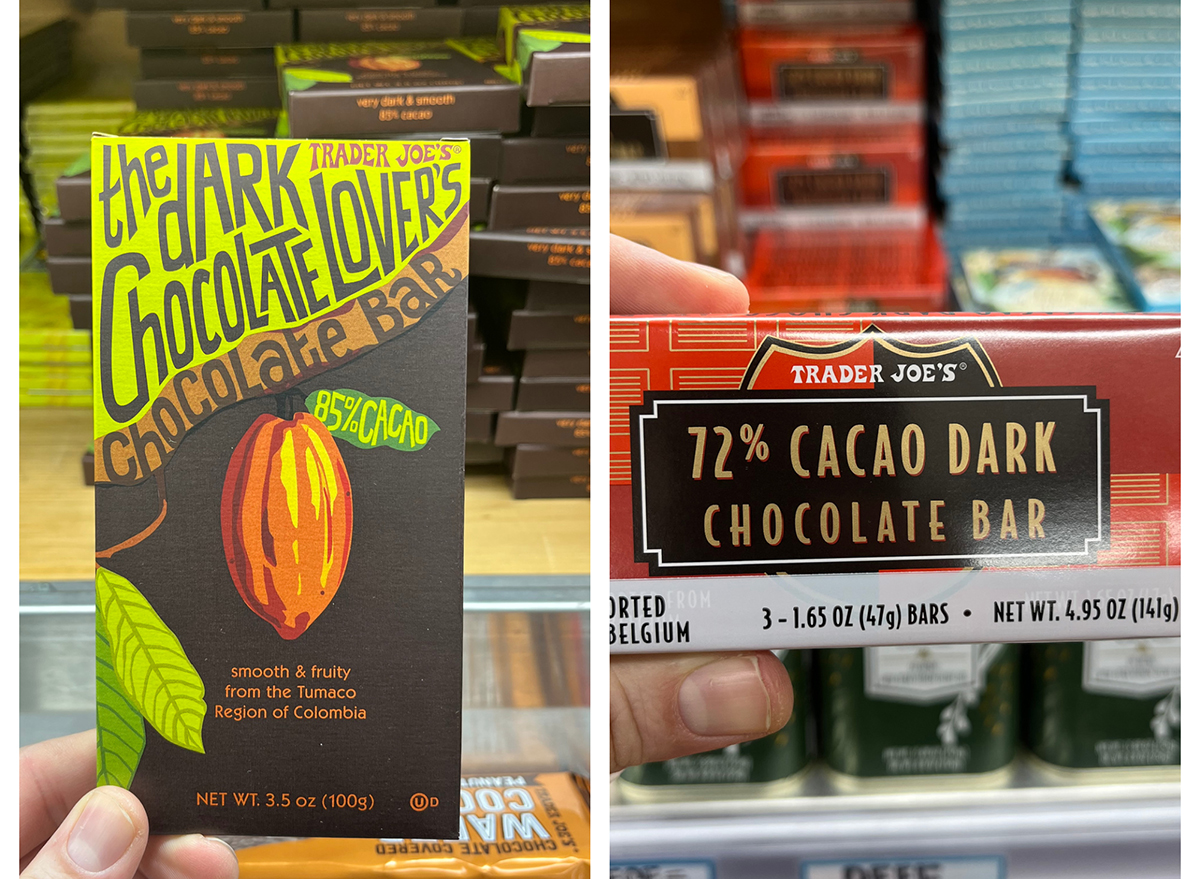 very dark & smooth
85% cacao
the dARK
TRADER JOE'S®
CHOCOLATE LOVER'S
Chocolate Bar
85% CACAO
smooth & fruity
from the Tumaco
Region of Colombia
NET WT. 3.5 oz (100g)
U D
CHOCOLATE COVERED
TRADER JOE'S®
72% CACAO DARK
CHOCOLATE BAR
ORTED
BELGIUM
3 – 1.65 OZ (47g) BARS • NET WT. 4.95 OZ (141g)